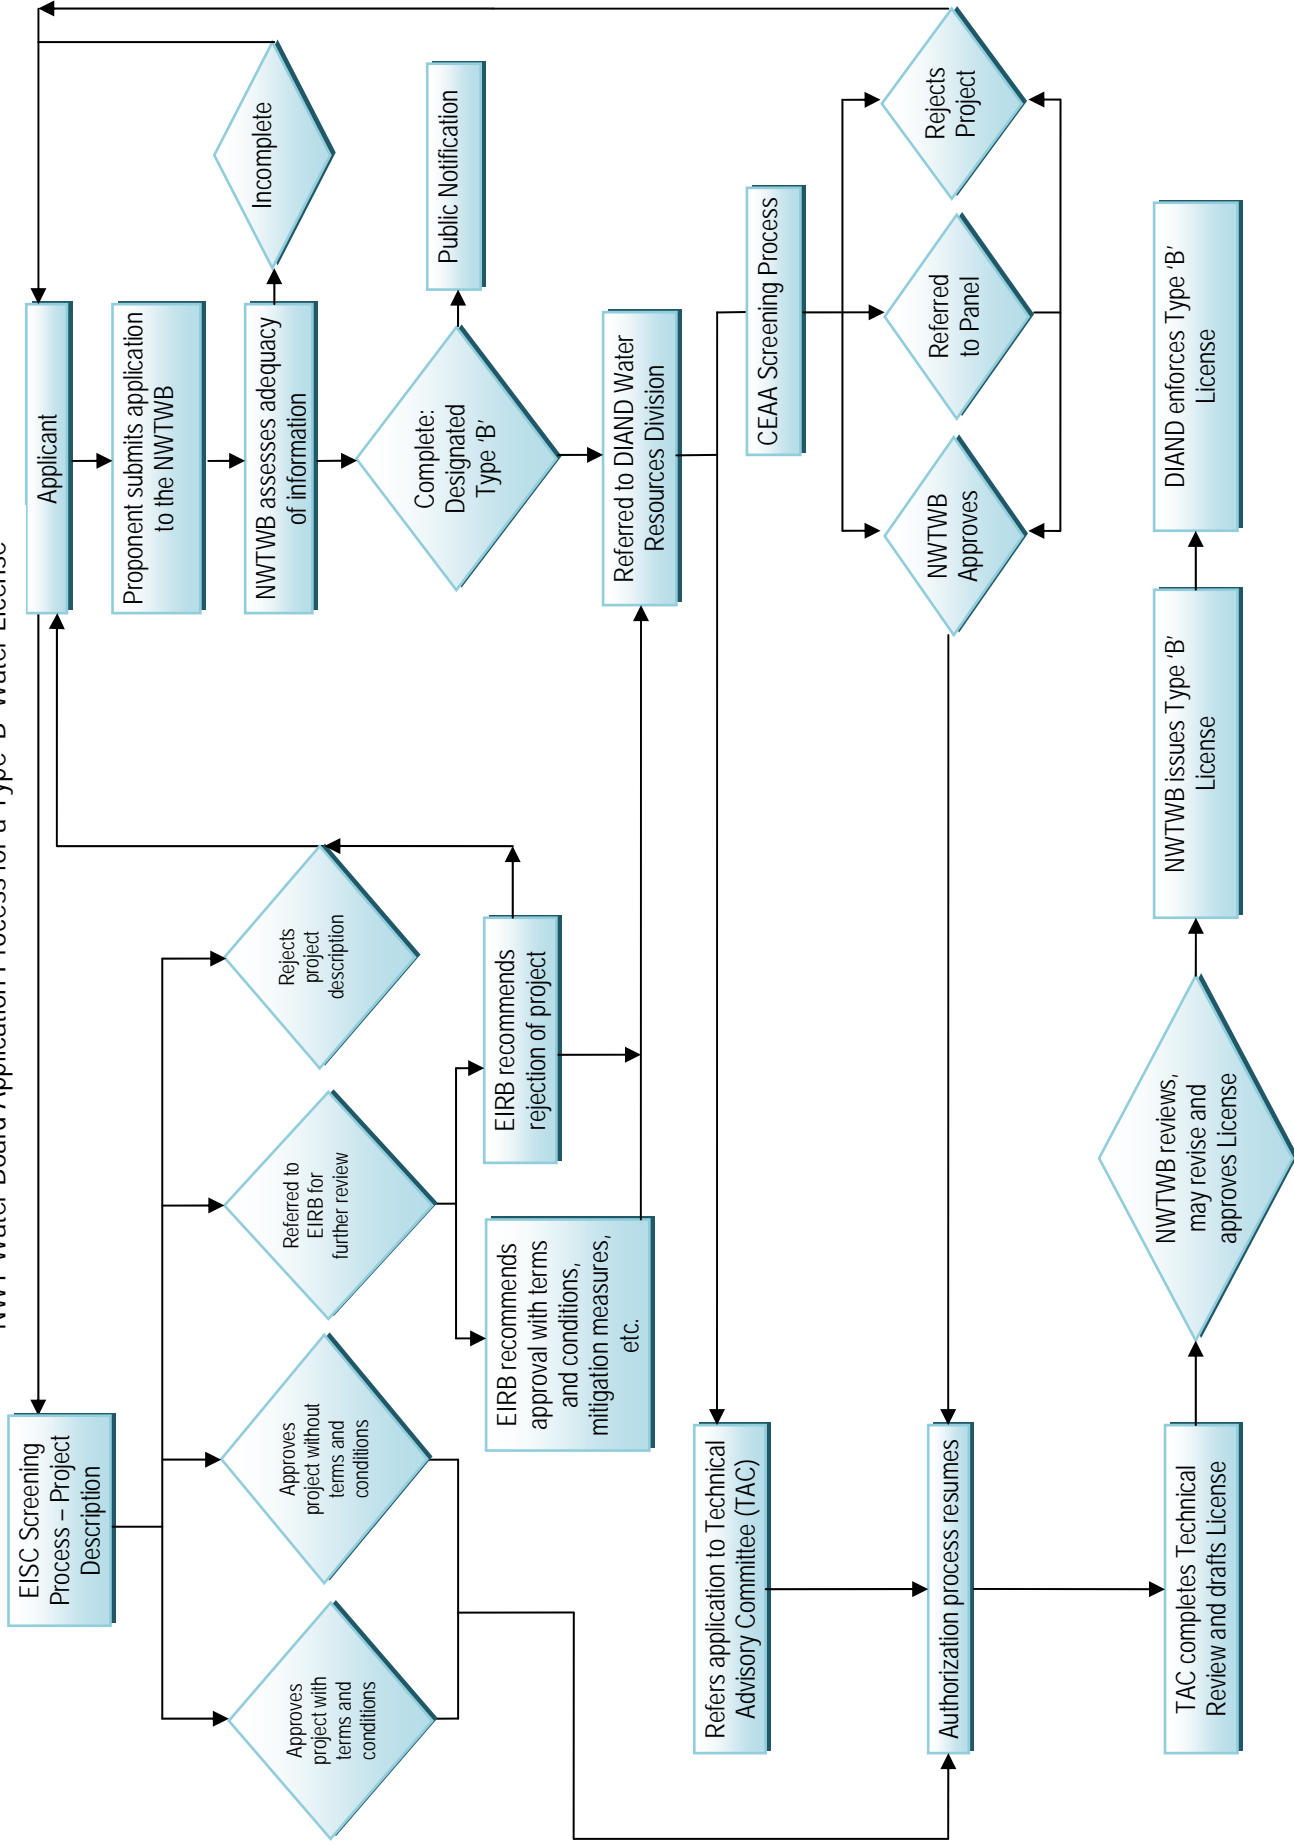 NWT Water Board Application Process for a Type ‘B’ Water License
EISC Screening
Process – Project
Description
Applicant
Proponent submits application
to the NWTWB
NWTWB assesses adequacy
of information
Incomplete
Approves
project with
terms and
conditions
Approves
project without
terms and
conditions
Referred to
EIRB for
further review
Rejects
project
description
Complete:
Designated
Type ‘B’
Public Notification
EIRB recommends
approval with terms
and conditions,
mitigation measures,
etc.
EIRB recommends
rejection of project
Referred to DIAND Water
Resources Division
Refers application to Technical
Advisory Committee (TAC)
CEAA Screening Process
NWTWB
Approves
Referred
to Panel
Rejects
Project
Authorization process resumes
TAC completes Technical
Review and drafts License
NWTWB reviews,
may revise and
approves License
NWTWB issues Type ‘B’
License
DIAND enforces Type ‘B’
License